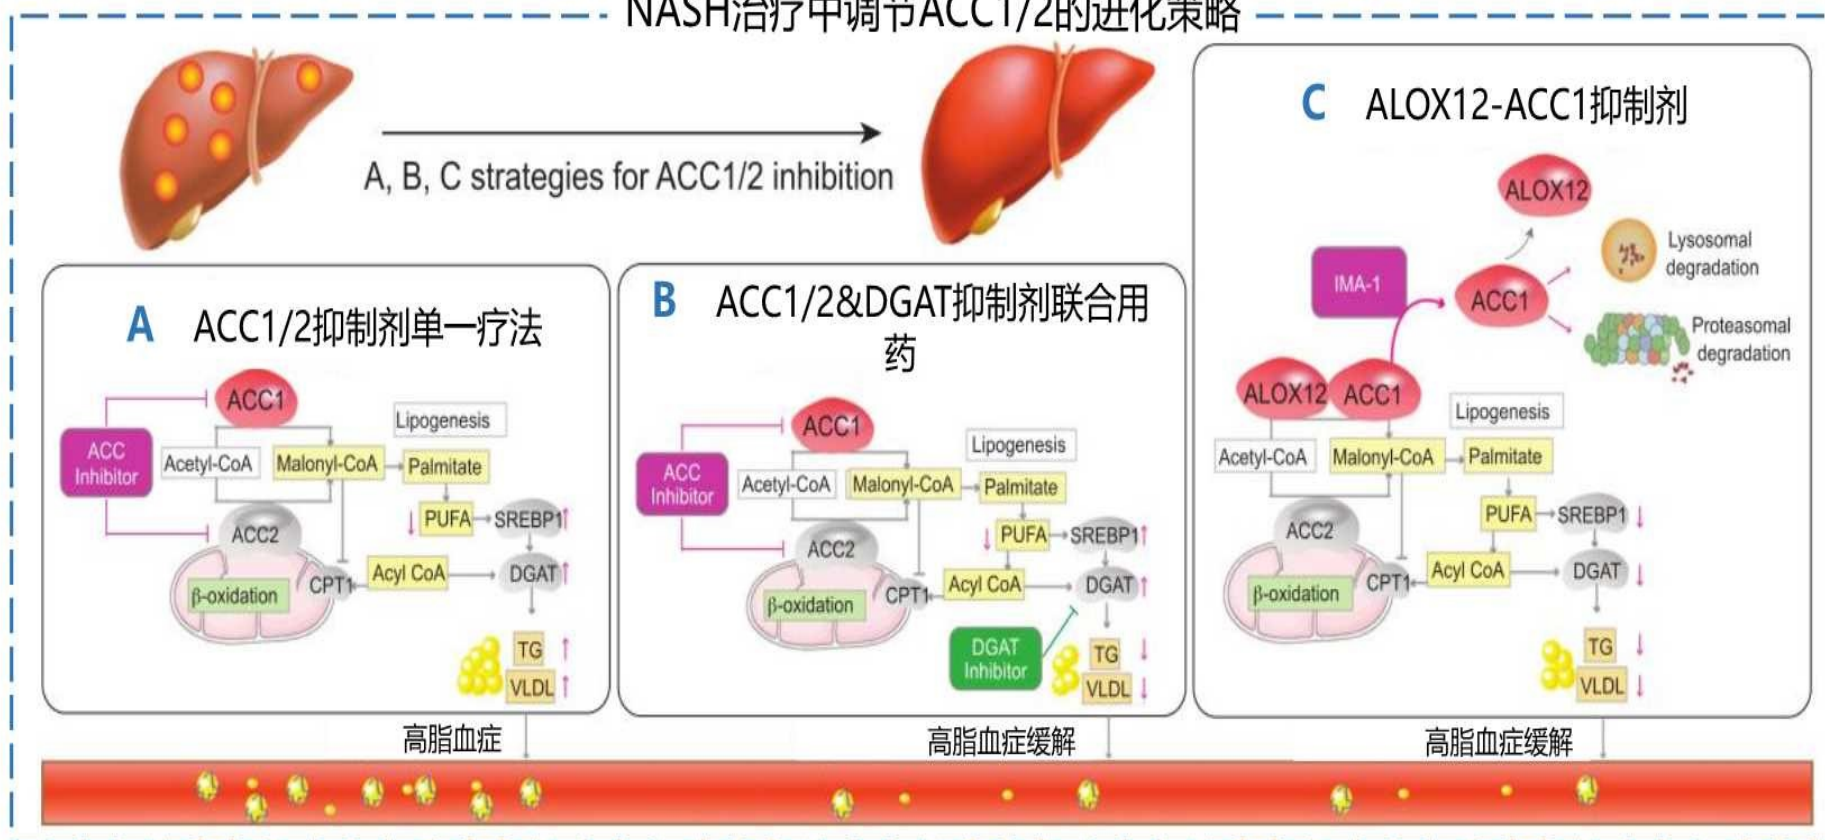 NASH治疗中调节ACC1/2的进化策略
A, B, C strategies for ACC1/2 inhibition
A ACC1/2抑制剂单一疗法
ACC1
Lipogenesis
ACC
Inhibitor
Acetyl-CoA
Malonyl-CoA
Palmitate
PUFA
SREBP1↑
ACC2
CPT1
Acyl CoA
DGAT↑
β-oxidation
TG ↑
VLDL ↑
高脂血症
B ACC1/2&DGAT抑制剂联合用
药
ACC1
Lipogenesis
ACC
Inhibitor
Acetyl-CoA
Malonyl-CoA
Palmitate
↓ PUFA
SREBP1↑
ACC2
CPT1
Acyl CoA
DGAT ↑
β-oxidation
DGAT
Inhibitor
TG ↓
VLDL ↓
高脂血症缓解
C ALOX12-ACC1抑制剂
ALOX12
Lysosomal
degradation
IMA-1
ACC1
Proteasomal
degradation
ALOX12
ACC1
Lipogenesis
Acetyl-CoA
Malonyl-CoA
Palmitate
PUFA
SREBP1 ↓
ACC2
CPT1
Acyl CoA
DGAT ↓
β-oxidation
TG ↓
VLDL ↓
高脂血症缓解